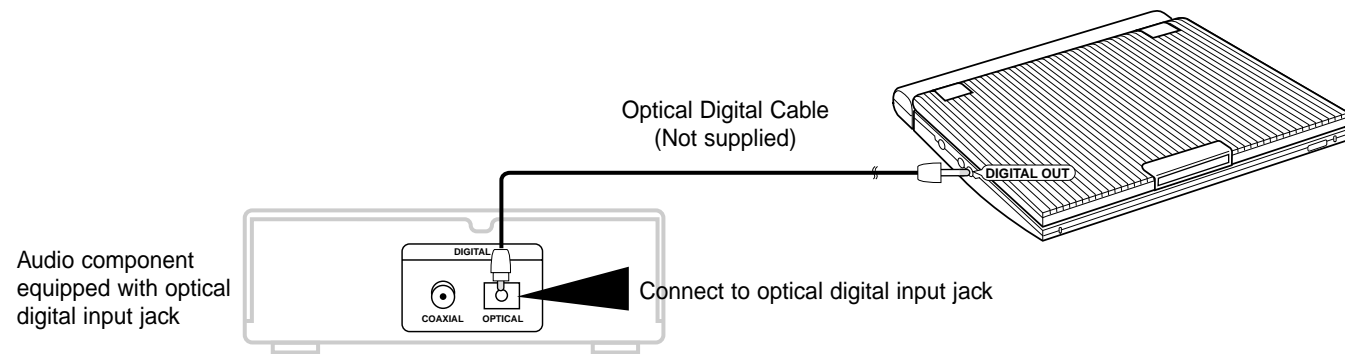 Optical Digital Cable
(Not supplied)
DIGITAL OUT
DIGITAL
Audio component
equipped with optical
digital input jack
Connect to optical digital input jack
COAXIAL
OPTICAL